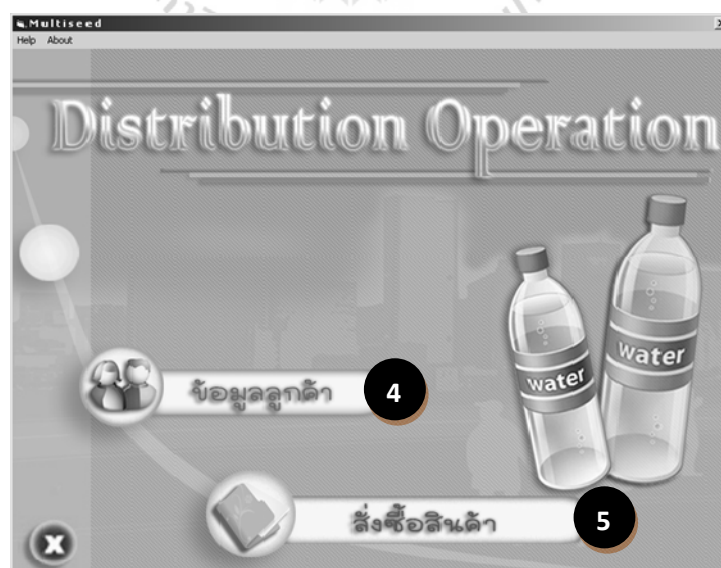 Multiseed
Help About
Distribution Operation
water
water
ข้อมูลลูกค้า 4
สั่งซื้อสินค้า 5
X